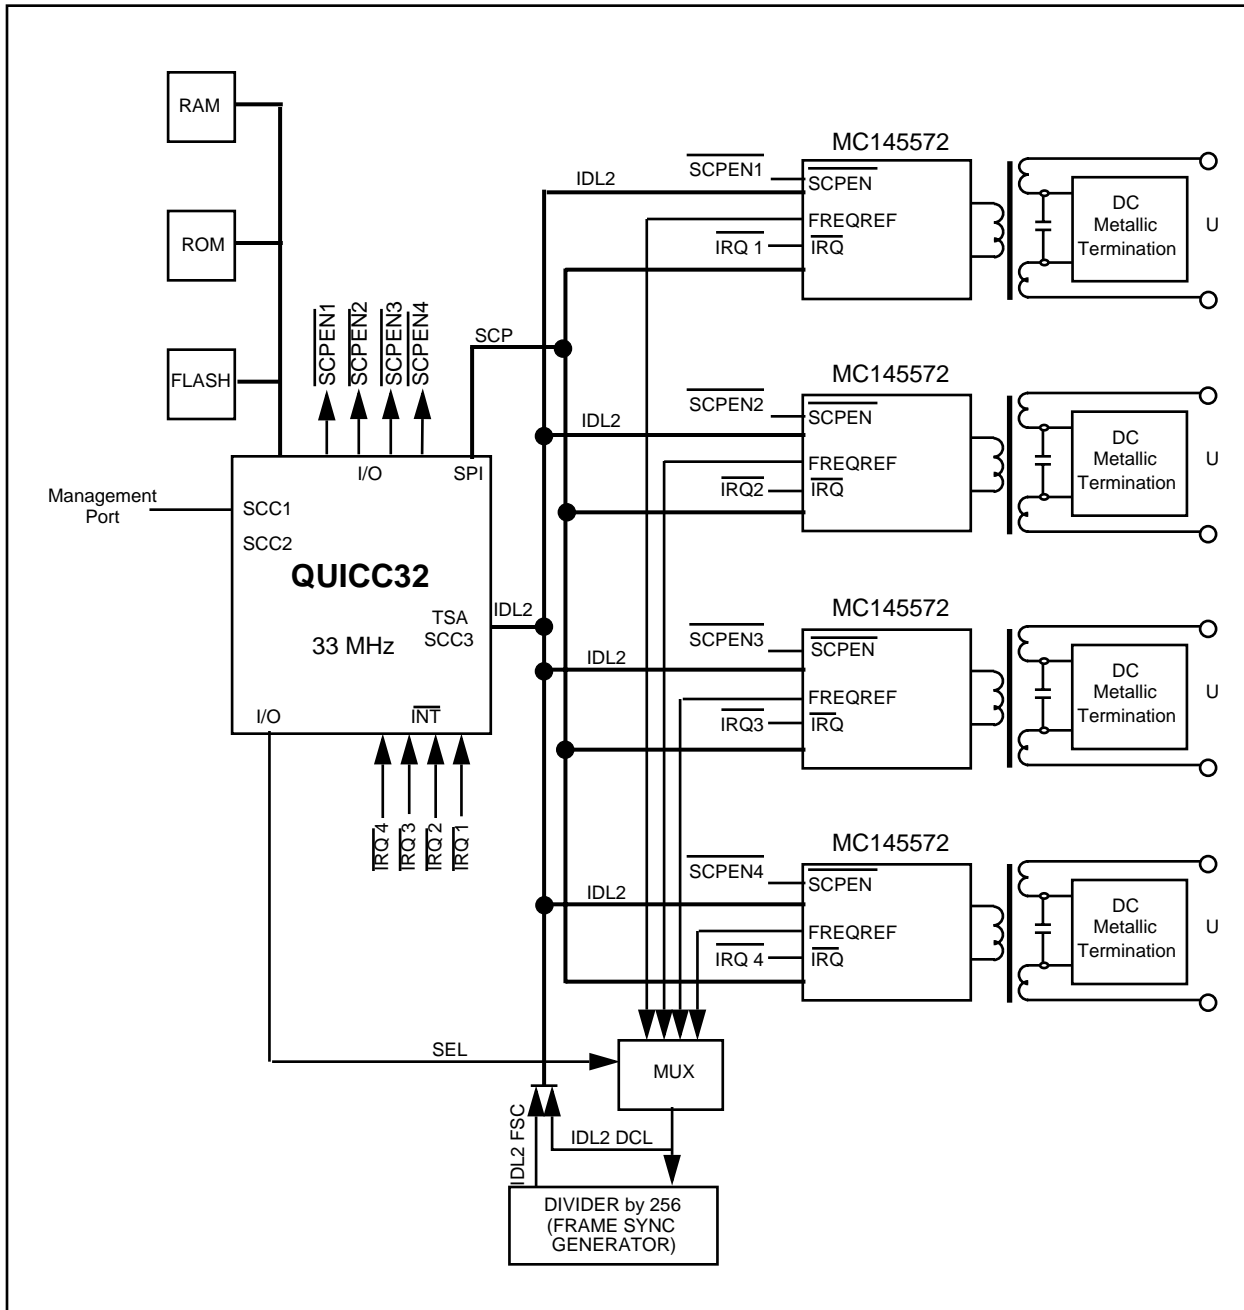 RAM
ROM
FLASH
SCPEN1
SCPEN2
SCPEN3
SCPEN4
SCP
I/O
SPI
Management
Port
SCC1
SCC2
QUICC32
33 MHz
TSA
SCC3
IDL2
I/O
INT
IRQ 4
IRQ 3
IRQ 2
IRQ 1
SEL
MUX
IDL2 FSC
IDL2 DCL
DIVIDER by 256
(FRAME SYNC
GENERATOR)
MC145572
IDL2
SCPEN1
SCPEN
FREQREF
IRQ 1
IRQ
DC
Metallic
Termination
U
MC145572
IDL2
SCPEN2
SCPEN
FREQREF
IRQ2
IRQ
DC
Metallic
Termination
U
MC145572
IDL2
SCPEN3
SCPEN
FREQREF
IRQ3
IRQ
DC
Metallic
Termination
U
MC145572
IDL2
SCPEN4
SCPEN
FREQREF
IRQ 4
IRQ
DC
Metallic
Termination
U